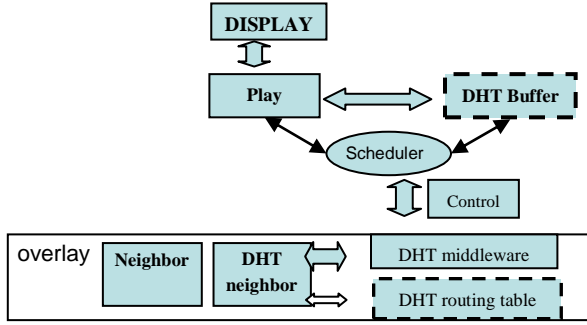 DISPLAY
Play
DHT Buffer
Scheduler
Control
overlay
Neighbor
DHT
neighbor
DHT middleware
DHT routing table